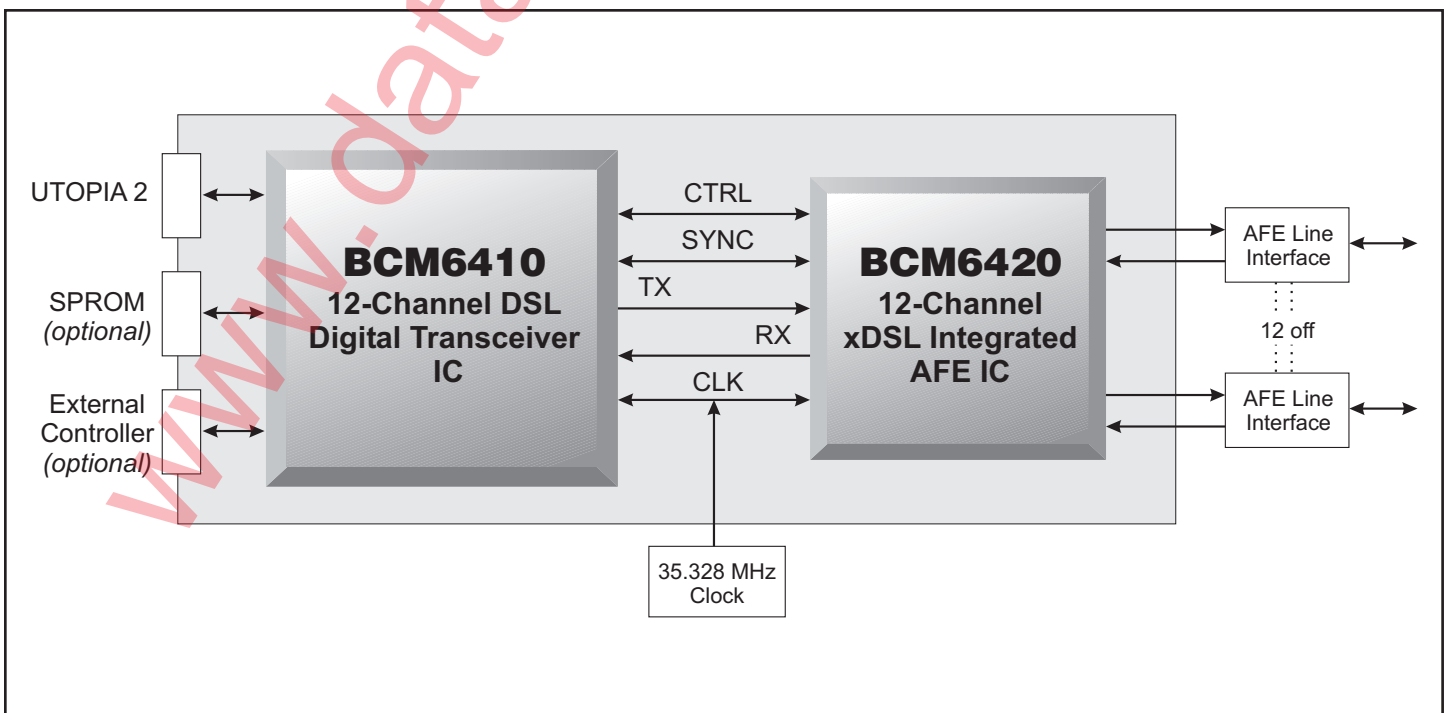 www.data
UTOPIA 2
SPROM
(optional)
External
Controller
(optional)
BCM6410
12-Channel DSL
Digital Transceiver
IC
CTRL
SYNC
TX
RX
CLK
BCM6420
12-Channel
xDSL Integrated
AFE IC
AFE Line
Interface
12 off
AFE Line
Interface
35.328 MHz
Clock